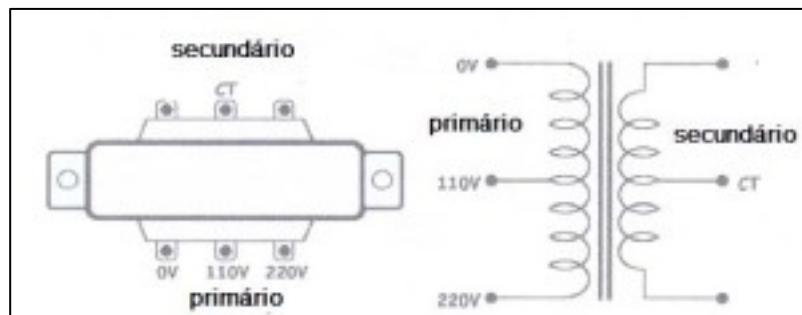 secundário
CT
0V 110V 220V
primário
0V
primário
secundário
110V
CT
220V